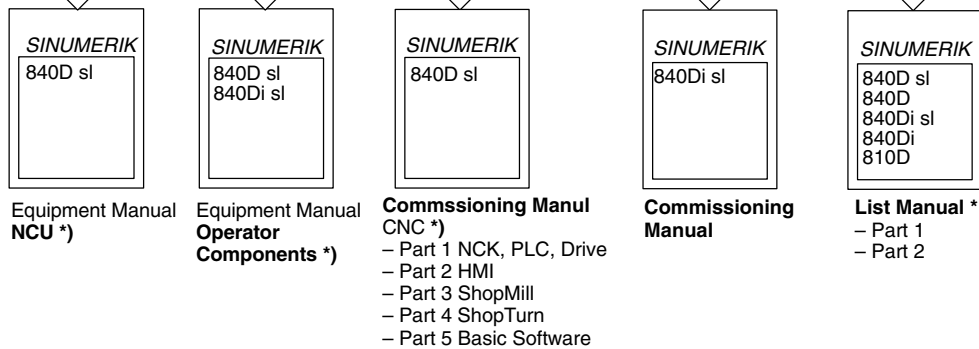 SINUMERIK
840D sl
Equipment Manual
NCU *)
SINUMERIK
840D sl
840Di sl
Equipment Manual
Operator
Components *)
SINUMERIK
840D sl
Commssioning Manul
CNC *)
– Part 1 NCK, PLC, Drive
– Part 2 HMI
– Part 3 ShopMill
– Part 4 ShopTurn
– Part 5 Basic Software
SINUMERIK
840Di sl
Commissioning
Manual
SINUMERIK
840D sl
840D
840Di sl
840Di
810D
List Manual *
– Part 1
– Part 2